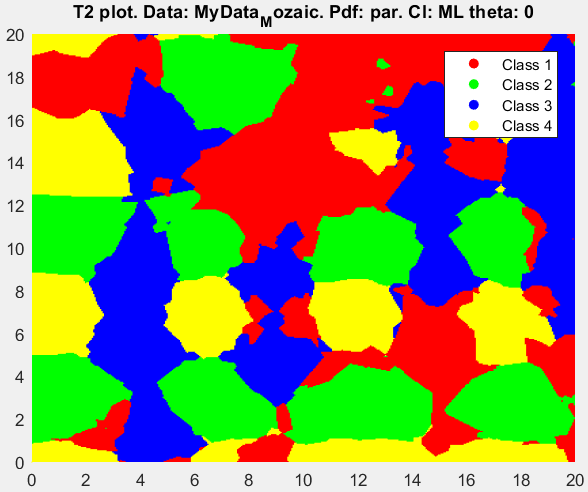 T2 plot. Data: MyData_Mozaic. Pdf: par. Cl: ML theta: 0
20
18
16
14
12
10
8
6
4
2
0
Class 1
Class 2
Class 3
Class 4
0 2 4 6 8 10 12 14 16 18 20